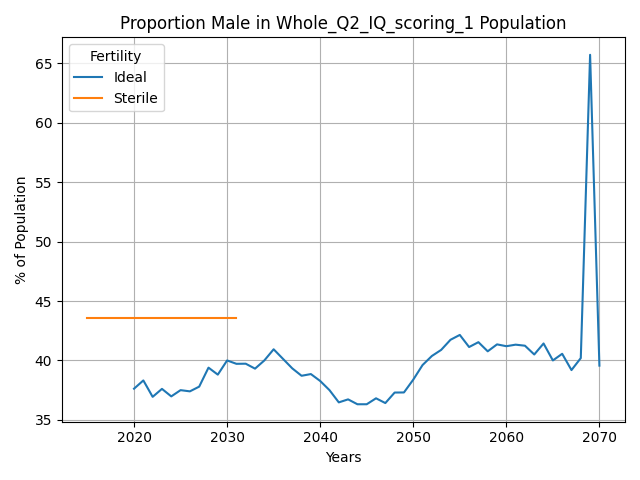 Proportion Male in Whole_Q2_IQ_scoring_1 Population
Fertility
Ideal
Sterile
% of Population
65
60
55
50
45
40
35
2020
2030
2040
2050
2060
2070
Years